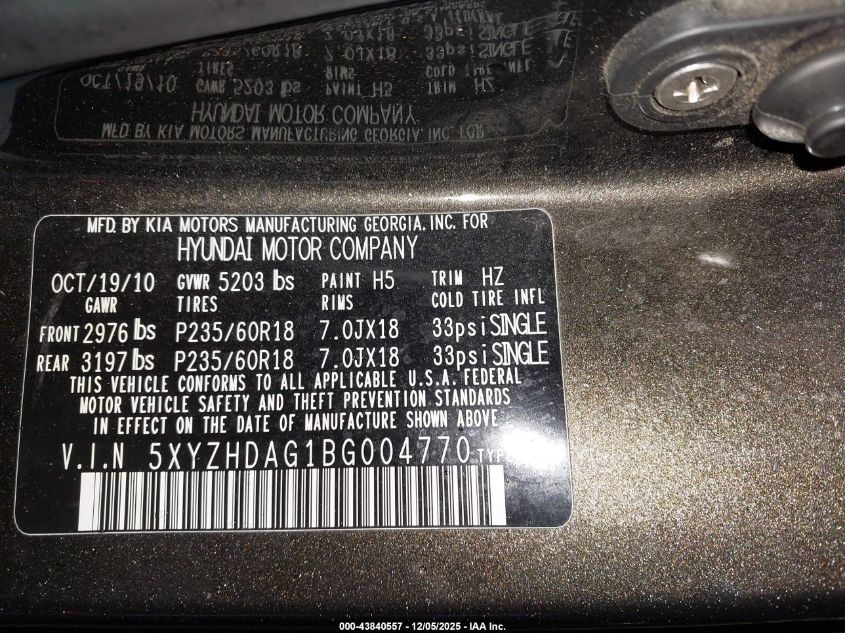 MFD. BY KIA MOTORS MANUFACTURING GEORGIA, INC. FOR
HYUNDAI MOTOR COMPANY
OCT/19/10 GVWR 5203 lbs PAINT H5 TRIM HZ
GAWR TIRES RIMS COLD TIRE INFL
FRONT 2976 lbs P235/60R18 7.0JX18 33psi SINGLE
REAR 3197 lbs P235/60R18 7.0JX18 33psi SINGLE
THIS VEHICLE CONFORMS TO ALL APPLICABLE U.S.A. FEDERAL
MOTOR VEHICLE SAFETY AND THEFT PREVENTION STANDARDS
IN EFFECT ON THE DATE OF MANUFACTURE SHOWN ABOVE
V.I.N 5XYZHDAG1BG004770 TYPE
000-43840557 - 12/05/2025 - IAA Inc.